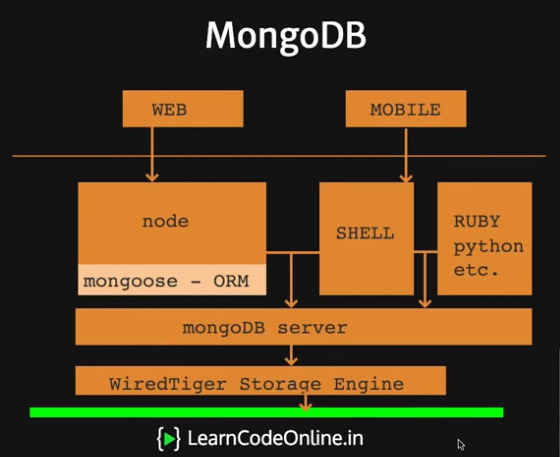 MongoDB
WEB
MOBILE
node
mongoose - ORM
SHELL
RUBY
python
etc.
mongoDB server
WiredTiger Storage Engine
LearnCodeOnline.in